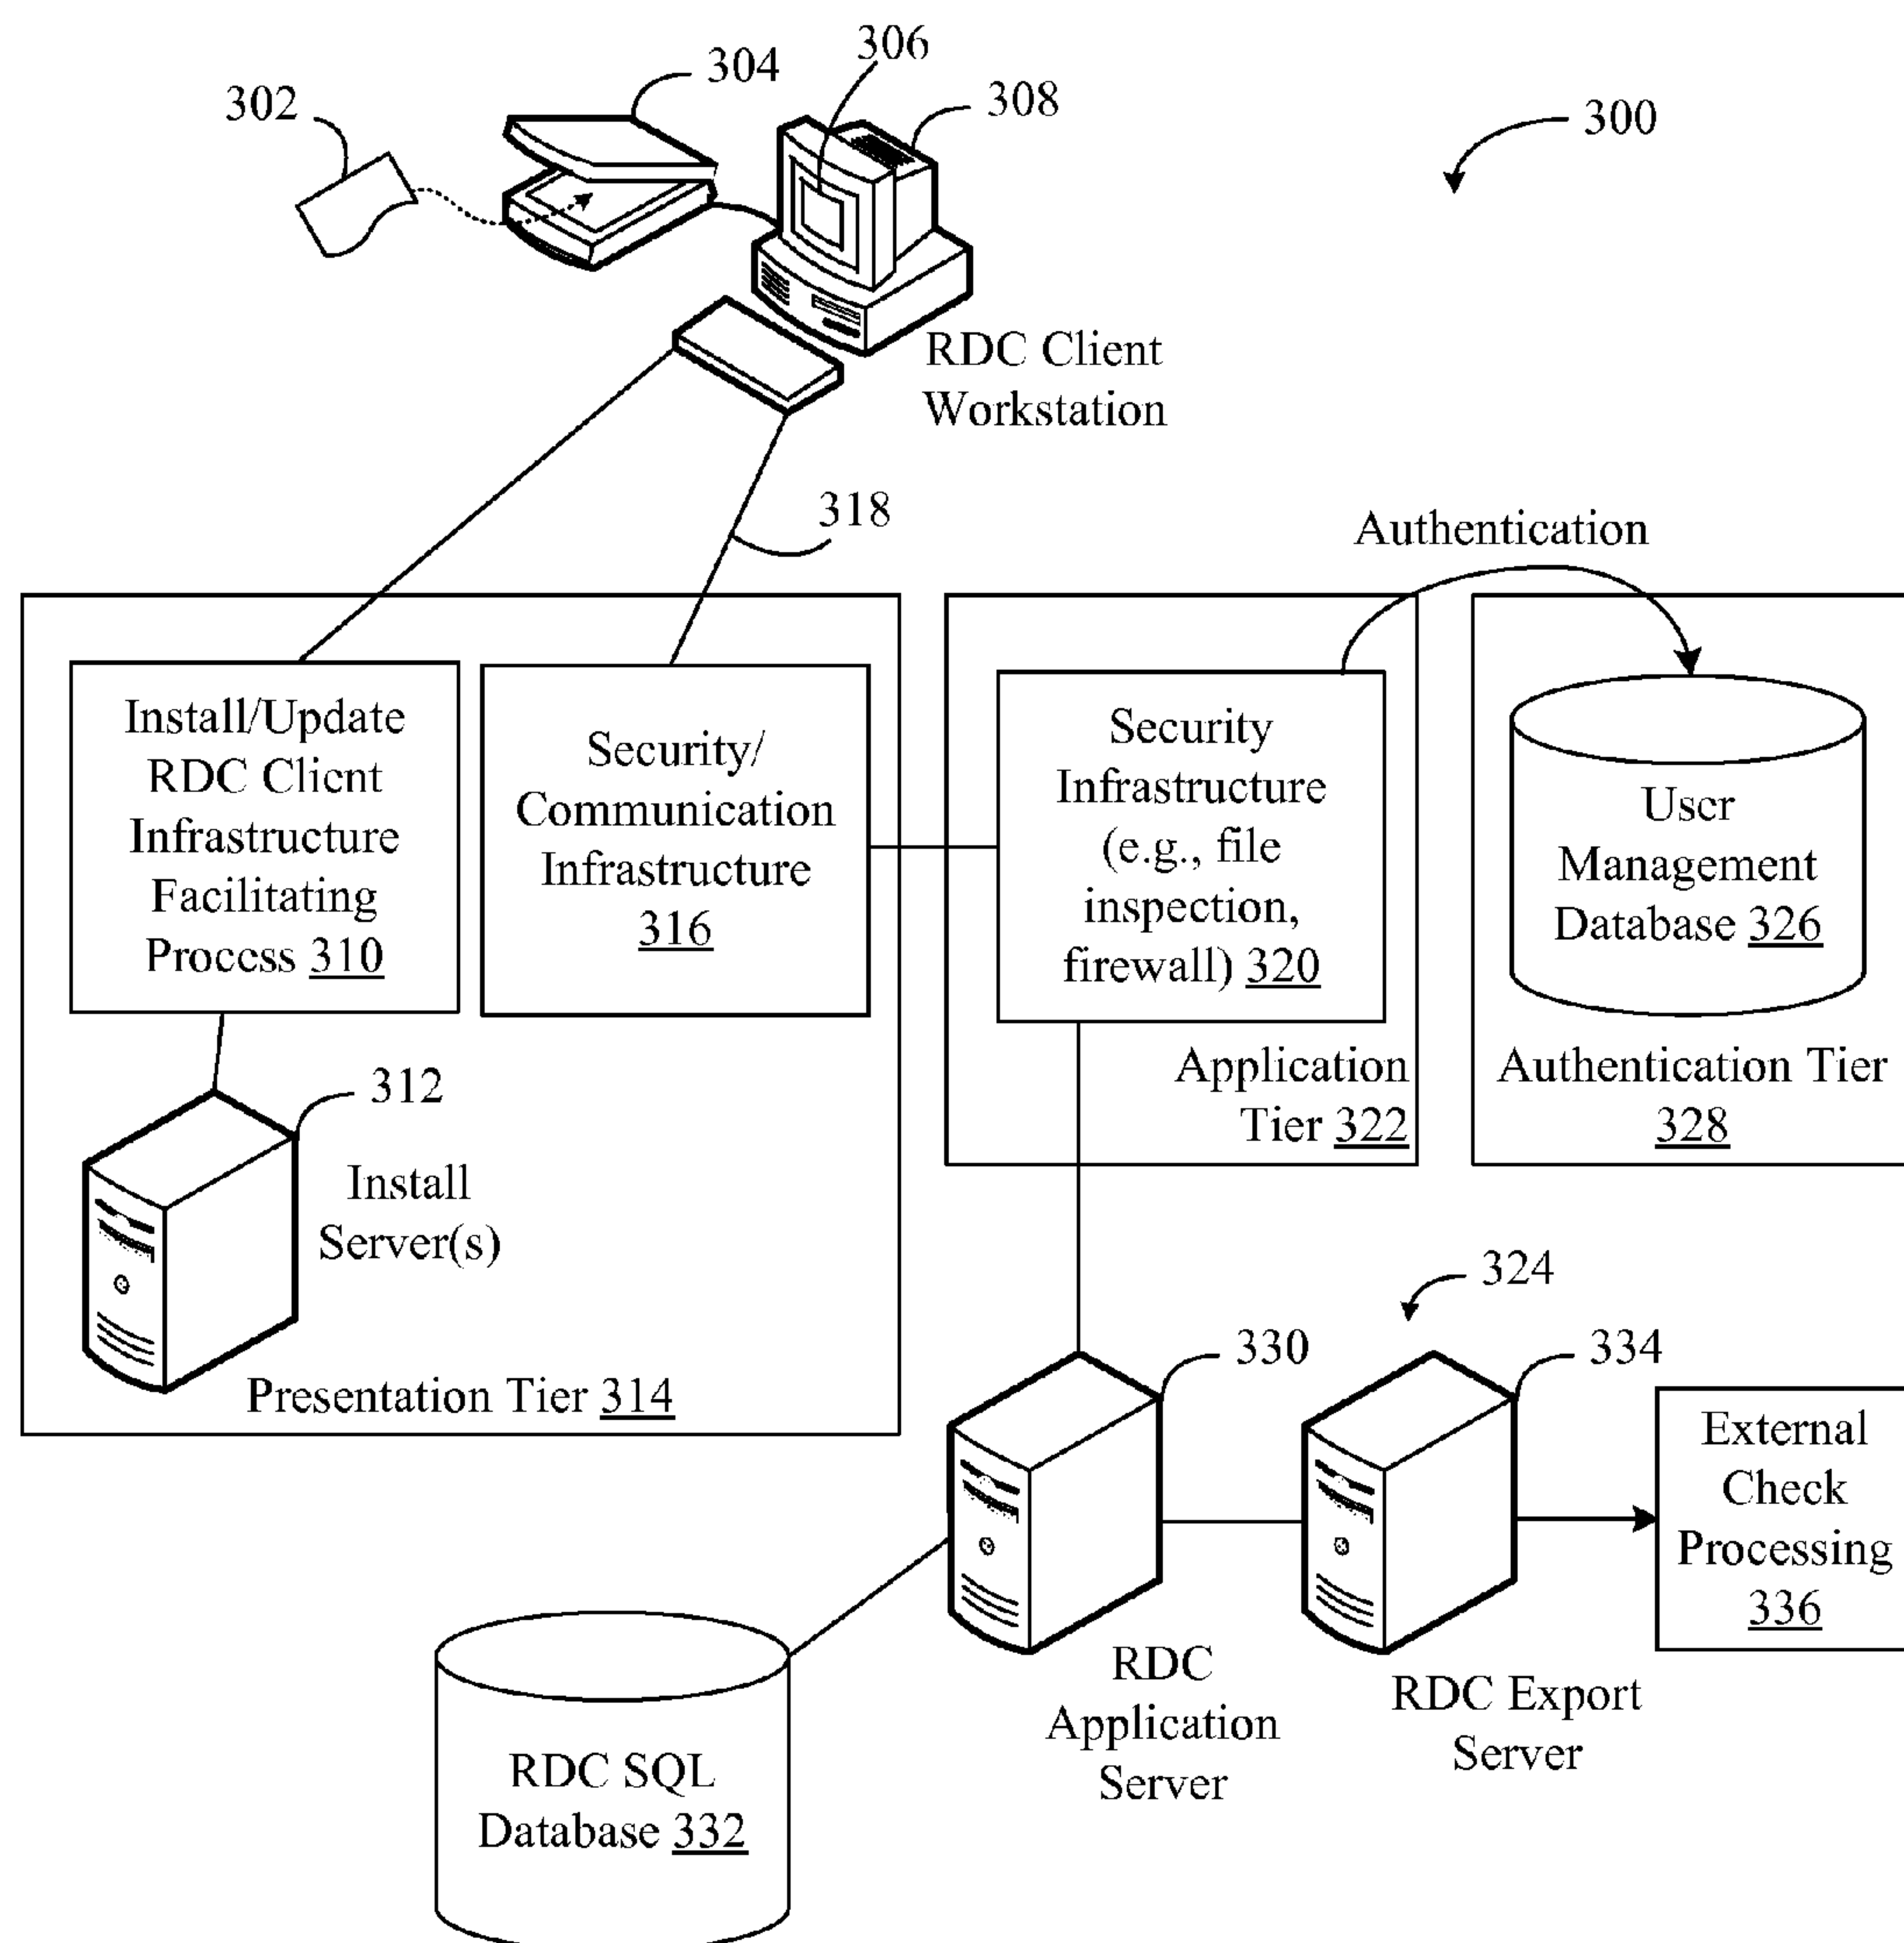 306
304
308
302
300
RDC Client
Workstation
318
Authentication
Install/Update
RDC Client
Infrastructure
Facilitating
Process 310
Security/
Communication
Infrastructure
316
Security
Infrastructure
(e.g., file
inspection,
firewall) 320
User
Management
Database 326
Application
Tier 322
Authentication Tier
328
312
Install
Server(s)
Presentation Tier 314
324
330
334
External
Check
Processing
336
RDC
Application
Server
RDC Export
Server
RDC SQL
Database 332